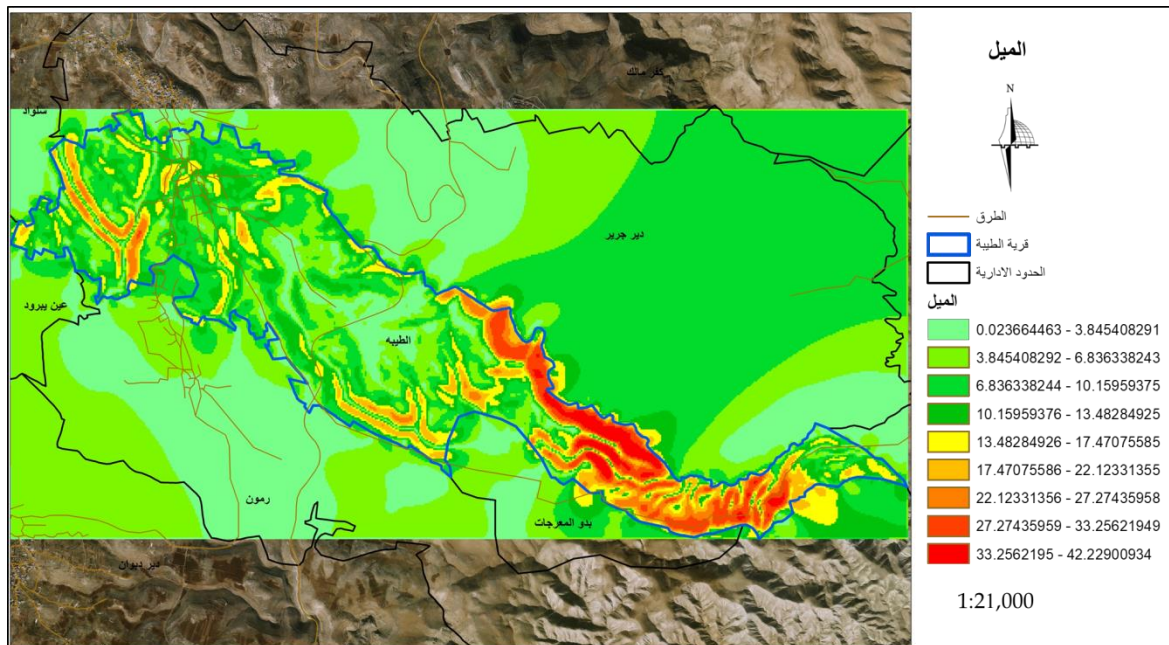 الميل
N
الطرق
قرية الطيبة
الحدود الادارية
الميل
0.023664463 - 3.845408291
3.845408292 - 6.836338243
6.836338244 - 10.15959375
10.15959376 - 13.48284925
13.48284926 - 17.47075585
17.47075586 - 22.12331355
22.12331356 - 27.27435958
27.27435959 - 33.25621949
33.2562195 - 42.22900934
1:21,000
كفر مالك
سلواد
دير جرير
عين يبرود
الطيبه
رمون
بدو المعرجات
دير دبوان